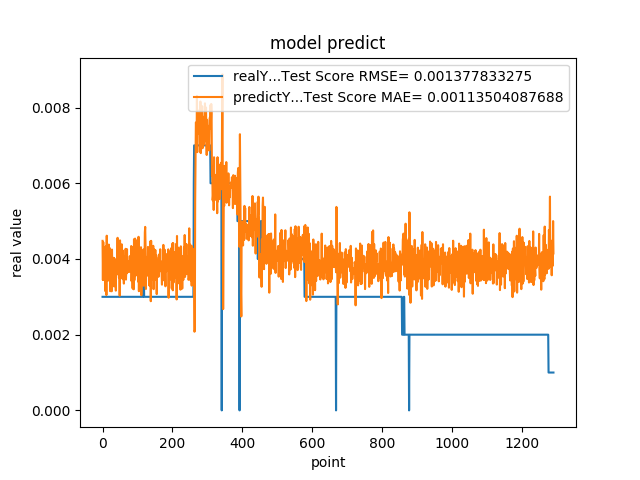 model predict
realY...Test Score RMSE= 0.001377833275
predictY...Test Score MAE= 0.00113504087688
real value
0.008
0.006
0.004
0.002
0.000
0 200 400 600 800 1000 1200
point